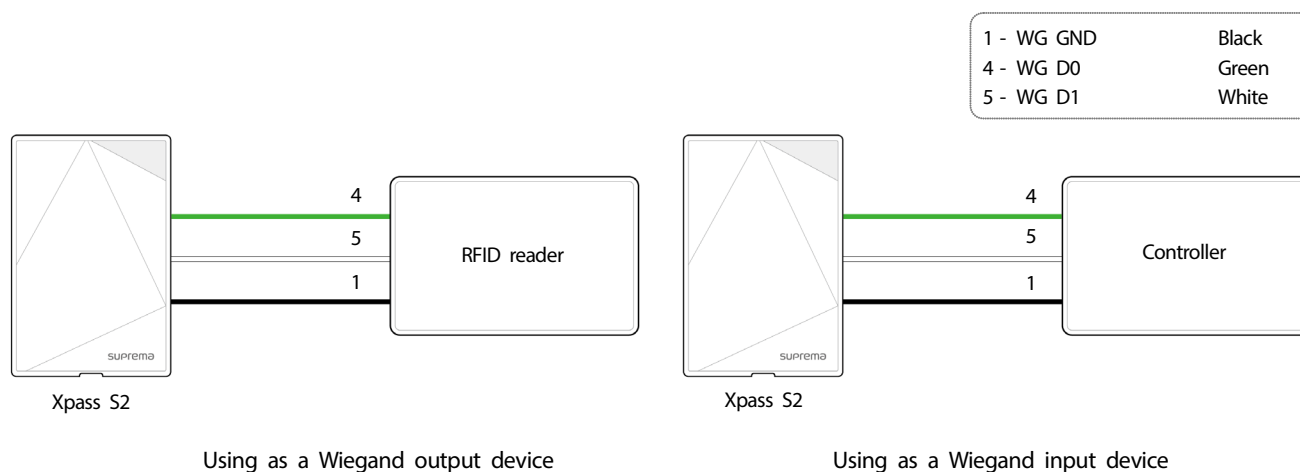 1 - WG GND Black
4 - WG D0 Green
5 - WG D1 White
4
5
1
RFID reader
suprema
Xpass S2
Using as a Wiegand output device
4
5
1
Controller
suprema
Xpass S2
Using as a Wiegand input device